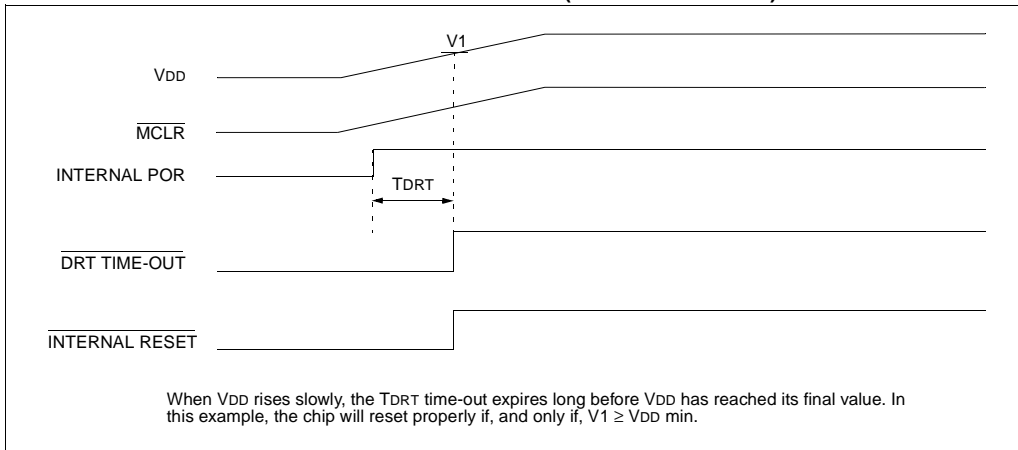 V1
VDD
MCLR
INTERNAL POR
TDRT
DRT TIME-OUT
INTERNAL RESET
When VDD rises slowly, the TDRT time-out expires long before VDD has reached its final value. In
this example, the chip will reset properly if, and only if, V1 ≥ VDD min.